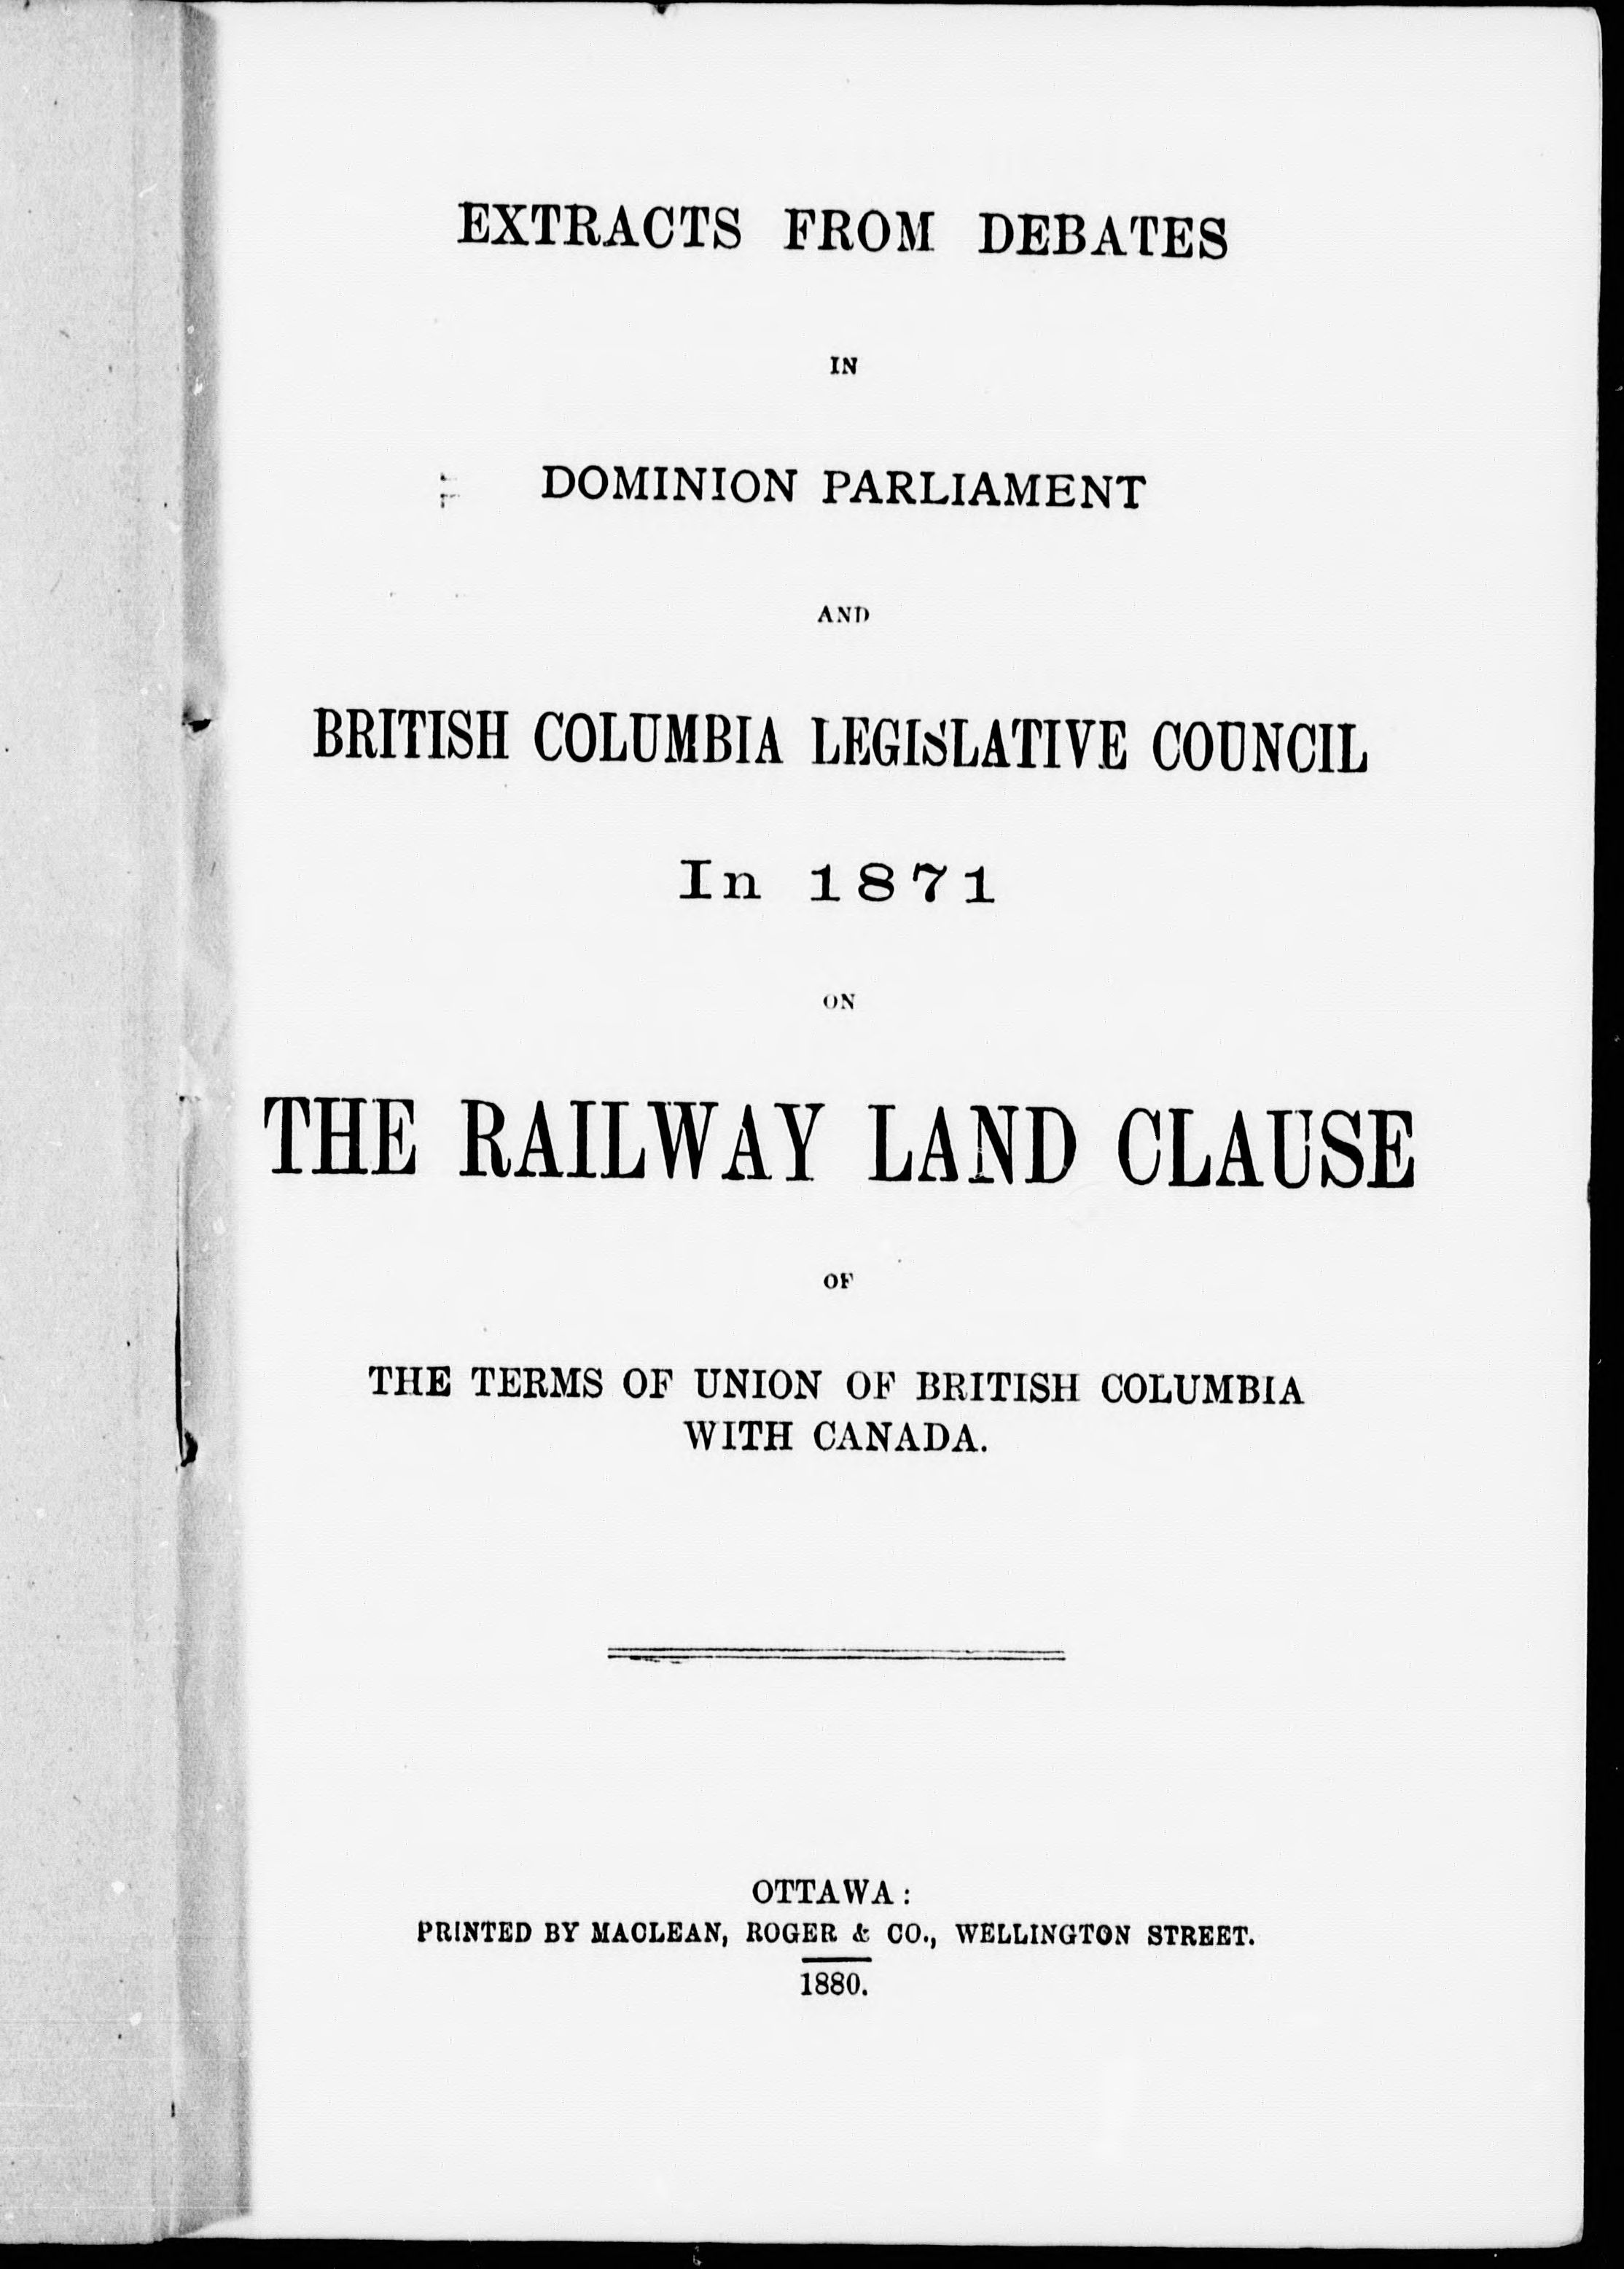 EXTRACTS FROM DEBATES
IN
DOMINION PARLIAMENT
AND
BRITISH COLUMBIA LEGISLATIVE COUNCIL
In 1871
ON
THE RAILWAY LAND CLAUSE
OF
THE TERMS OF UNION OF BRITISH COLUMBIA
WITH CANADA.
OTTAWA:
PRINTED BY MACLEAN, ROGER & CO., WELLINGTON STREET.
1880.